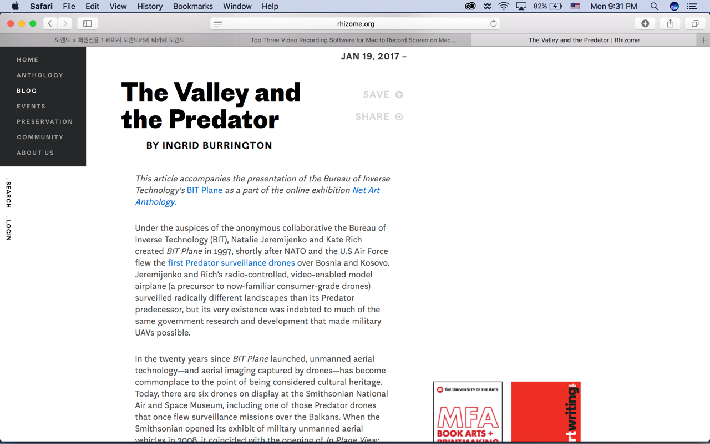 Safari File Edit View History Bookmarks Window Help 83% Mon 9:31 PM
rhizome.org
Top Three Video Recording Software for Mac to Record Screen on Mac...
The Valley and the Predator | Rhizome
HOME
ANTHOLOGY
BLOG
EVENTS
PRESERVATION
COMMUNITY
ABOUT US
SEARCH
LOGIN
JAN 19, 2017 –
The Valley and
the Predator
SAVE
SHARE
BY INGRID BURRINGTON
This article accompanies the presentation of the Bureau of Inverse
Technology's BIT Plane as a part of the online exhibition Net Art
Anthology.
Under the auspices of the anonymous collaborative the Bureau of
Inverse Technology (BIT), Natalie Jeremijenko and Kate Rich
created BIT Plane in 1997, shortly after NATO and the U.S Air Force
flew the first Predator surveillance drones over Bosnia and Kosovo.
Jeremijenko and Rich's radio-controlled, video-enabled model
airplane (a precursor to now-familiar consumer-grade drones)
surveilled radically different landscapes than its Predator
predecessor, but its very existence was indebted to much of the
same government research and development that made military
UAVs possible.
In the twenty years since BIT Plane launched, unmanned aerial
technology—and aerial imaging captured by drones—has become
commonplace to the point of being considered cultural heritage.
Today, there are six drones on display at the Smithsonian National
Air and Space Museum, including one of those Predator drones
that once flew surveillance missions over the Balkans. When the
Smithsonian opened its exhibit of military unmanned aerial
vehicles in 2008, it coincided with the opening of In Plane View:
THE UNIVERSITY OF THE ARTS
MFA
BOOK ARTS +
PRINTMAKING
art writing